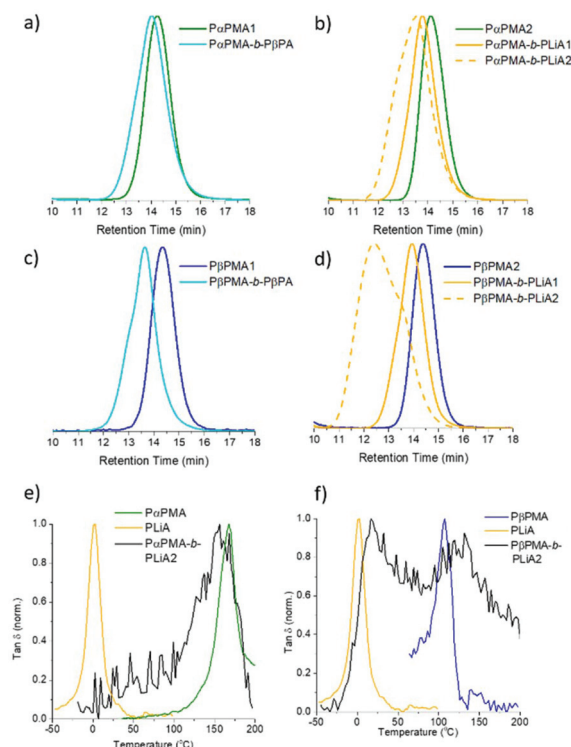 a)
PαPMA1
PαPMA-b-PβPA
10 11 12 13 14 15 16 17 18
Retention Time (min)
b)
PαPMA2
PαPMA-b-PLiA1
PαPMA-b-PLiA2
10 11 12 13 14 15 16 17 18
Retention Time (min)
c)
PβPMA1
PβPMA-b-PβPA
10 11 12 13 14 15 16 17 18
Retention Time (min)
d)
PβPMA2
PβPMA-b-PLiA1
PβPMA-b-PLiA2
10 11 12 13 14 15 16 17 18
Retention Time (min)
e)
PαPMA
PLiA
PαPMA-b-
PLiA2
Tan δ (norm.)
1.0
0.8
0.6
0.4
0.2
0.0
-50 0 50 100 150 200
Temperature (°C)
f)
PβPMA
PLiA
PβPMA-b-
PLiA2
Tan δ (norm.)
1.0
0.8
0.6
0.4
0.2
0.0
-50 0 50 100 150 200
Temperature (°C)